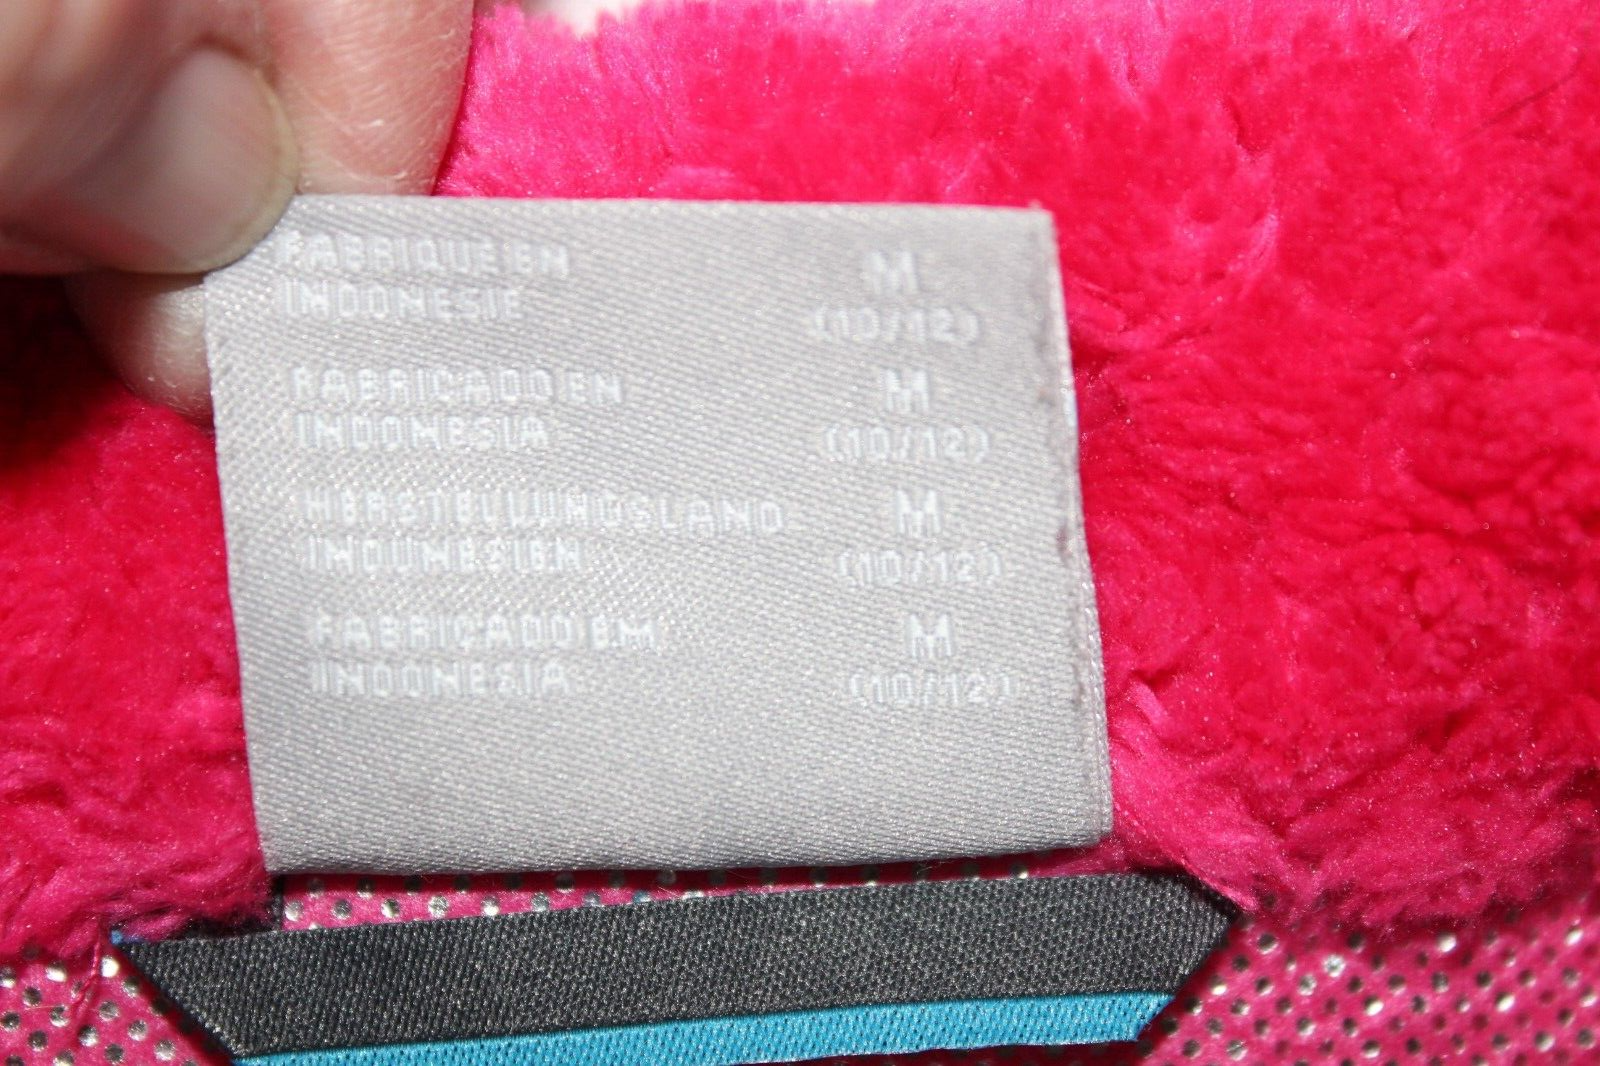 FABRIQUE EN M
INDONESIE (10/12)
FABRICADO EN M
INDONESIA (10/12)
HERSTELLUNGSLAND M
INDONESIEN (10/12)
FABRICADO EM M
INDONESIA (10/12)